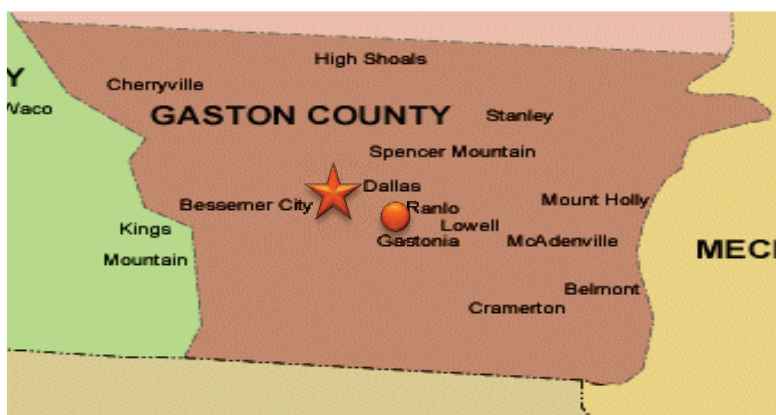 High Shoals
Cherryville
Y
Waco
GASTON COUNTY
Stanley
Spencer Mountain
Dallas
Bessemer City
Ranlo
Mount Holly
Kings
Mountain
Lowell
Gastonia
McAdenville
MECK
Belmont
Cramerton